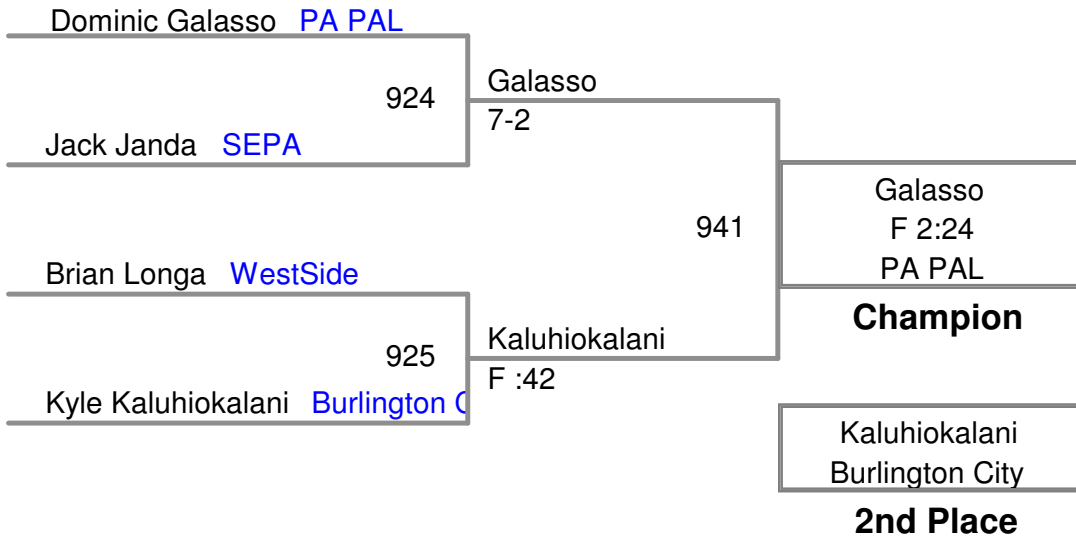 Dominic Galasso PA PAL
924
Galasso
7-2
Jack Janda SEPA
941
Galasso
F 2:24
PA PAL
Champion
Brian Longa WestSide
925
Kaluhiokalani
F :42
Kyle Kaluhiokalani Burlington C
Kaluhiokalani
Burlington City
2nd Place